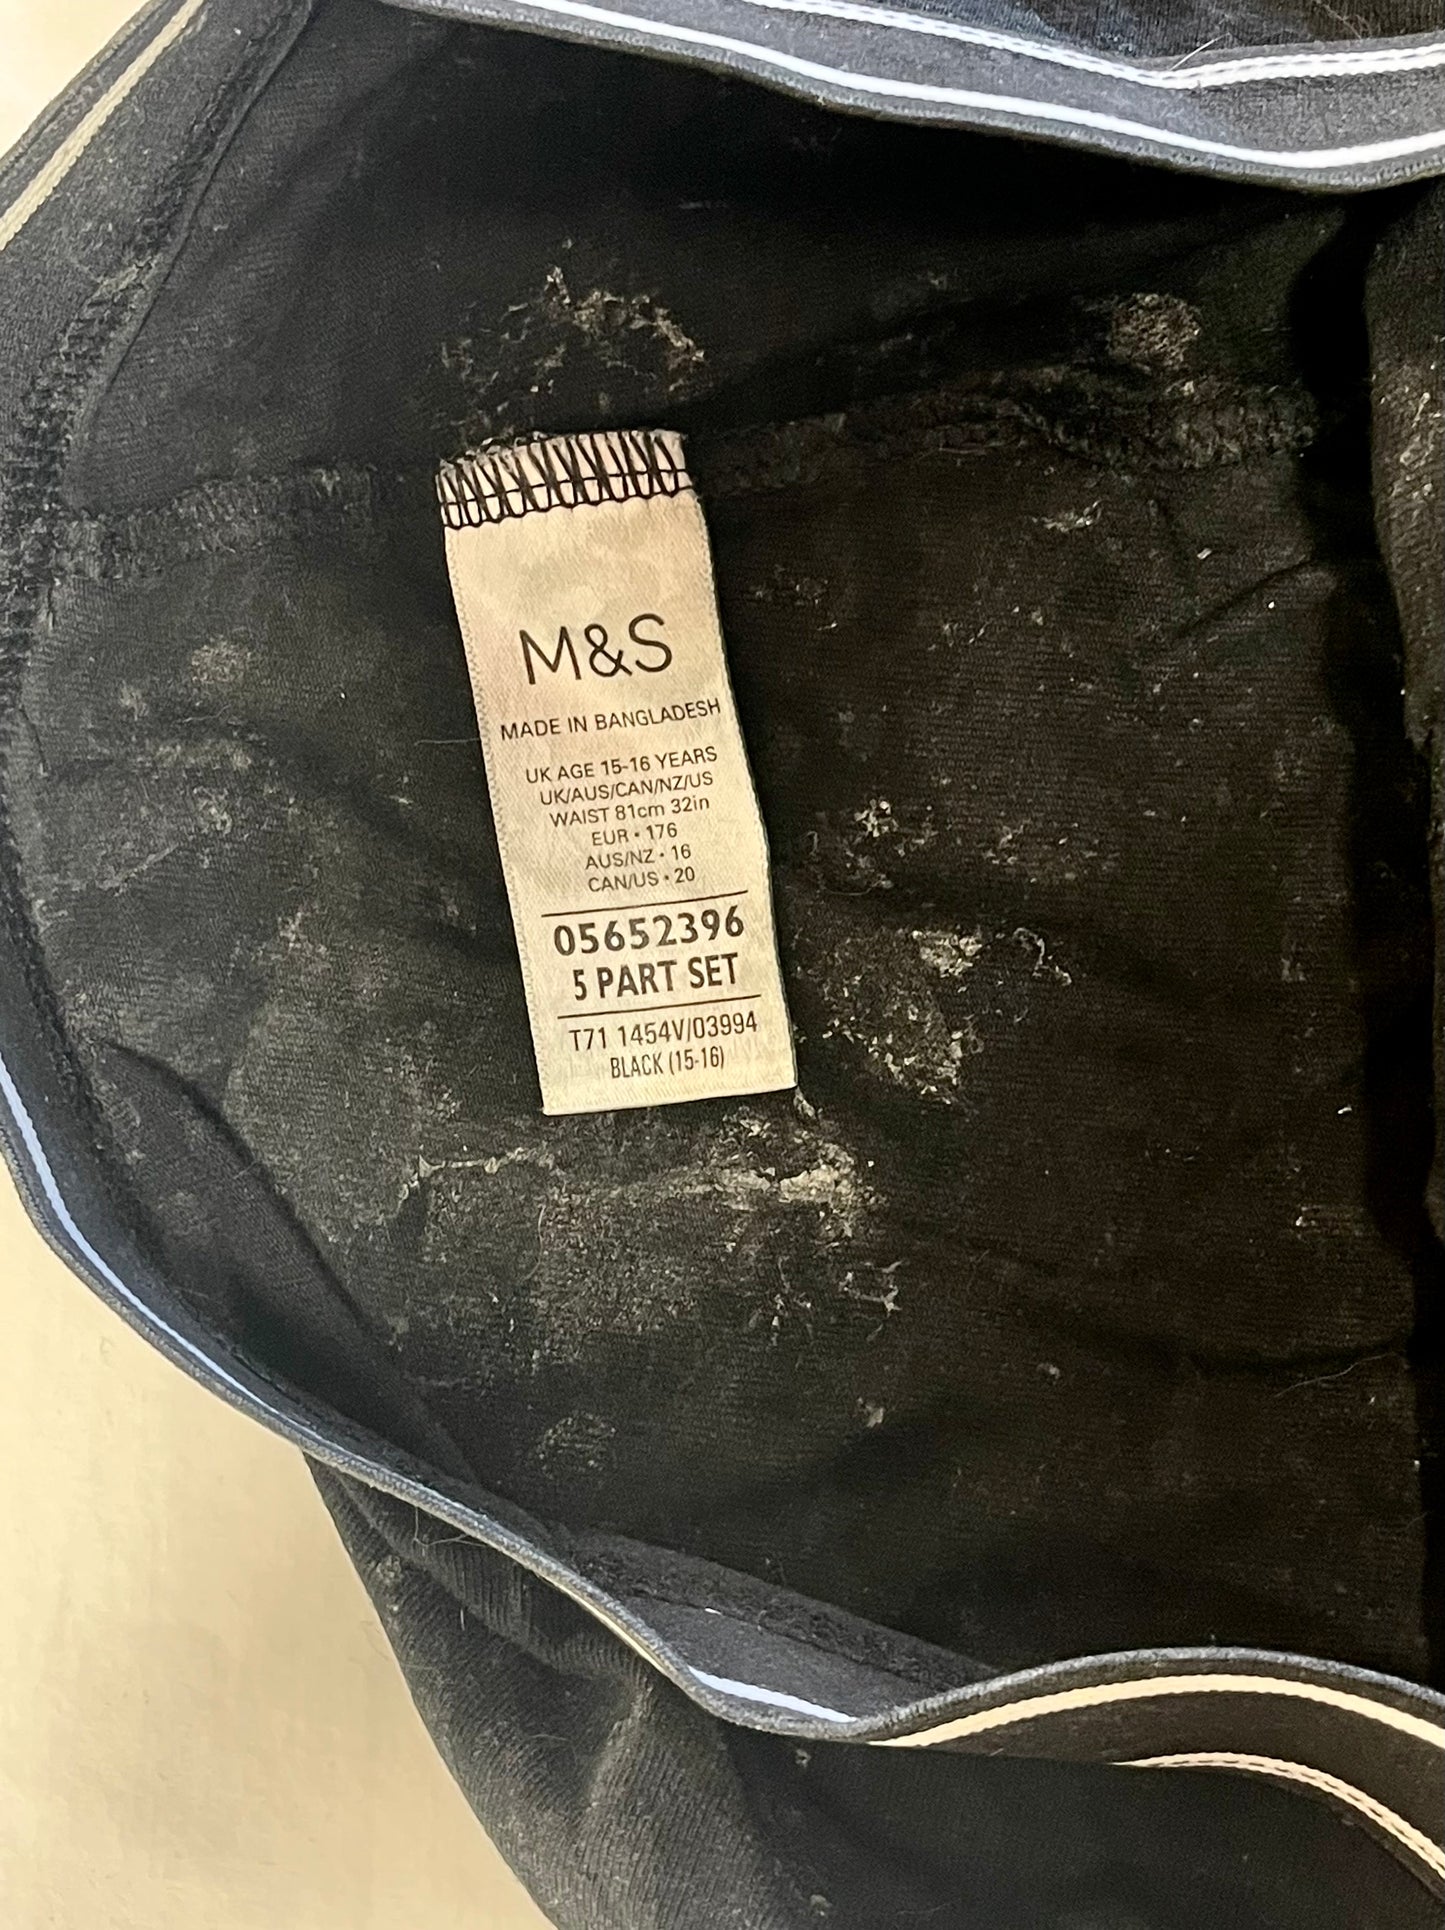 M&S
MADE IN BANGLADESH
UK AGE 15-16 YEARS
UK/AUS/CAN/NZ/US
WAIST 81cm 32in
EUR • 176
AUS/NZ • 16
CAN/US • 20
05652396
5 PART SET
T71 1454V/03994
BLACK (15-16)